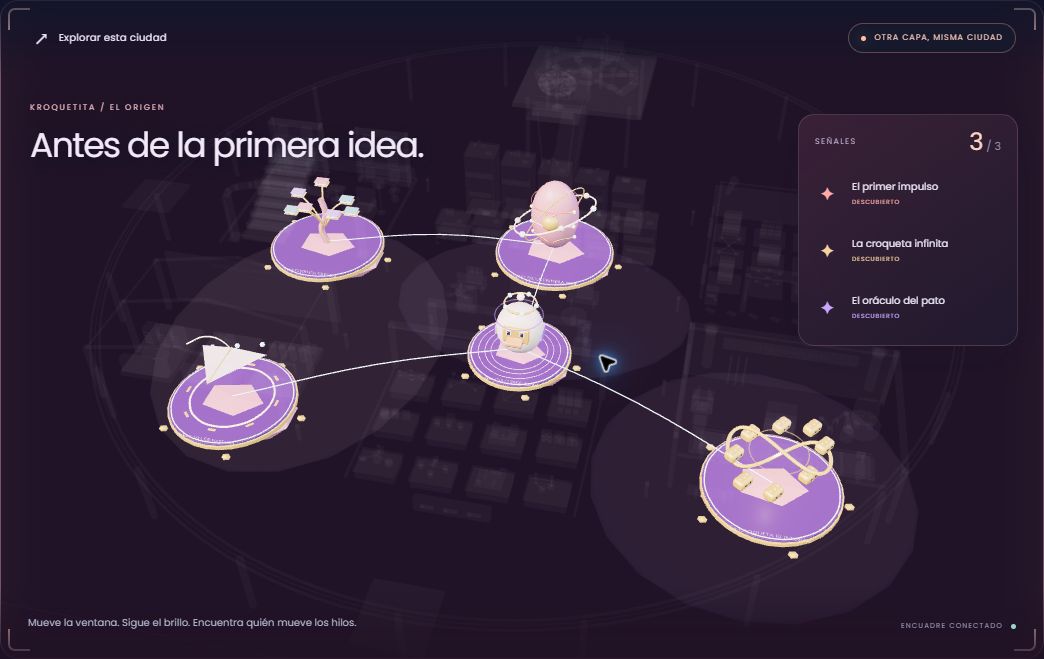 Explorar esta ciudad
OTRA CAPA, MISMA CIUDAD
KROQUETITA / EL ORIGEN
Antes de la primera idea.
SEÑALES
3 / 3
El primer impulso
DESCUBIERTO
La croqueta infinita
DESCUBIERTO
El oráculo del pato
DESCUBIERTO
Mueve la ventana. Sigue el brillo. Encuentra quién mueve los hilos.
ENCUADRE CONECTADO